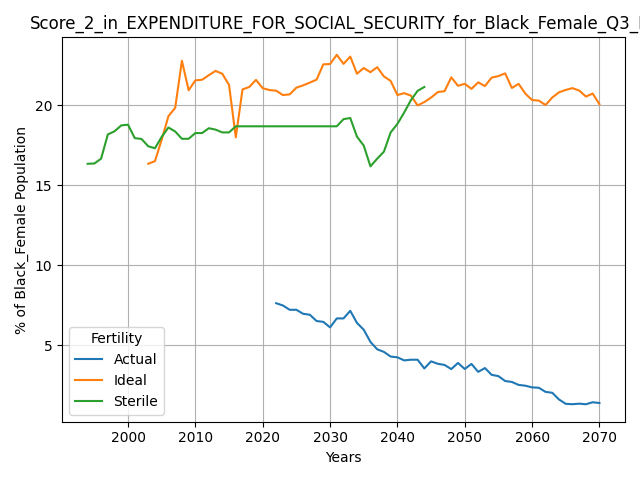 Score_2_in_EXPENDITURE_FOR_SOCIAL_SECURITY_for_Black_Female_Q3_
% of Black_Female Population
20
15
10
5
Fertility
Actual
Ideal
Sterile
2000 2010 2020 2030 2040 2050 2060 2070
Years